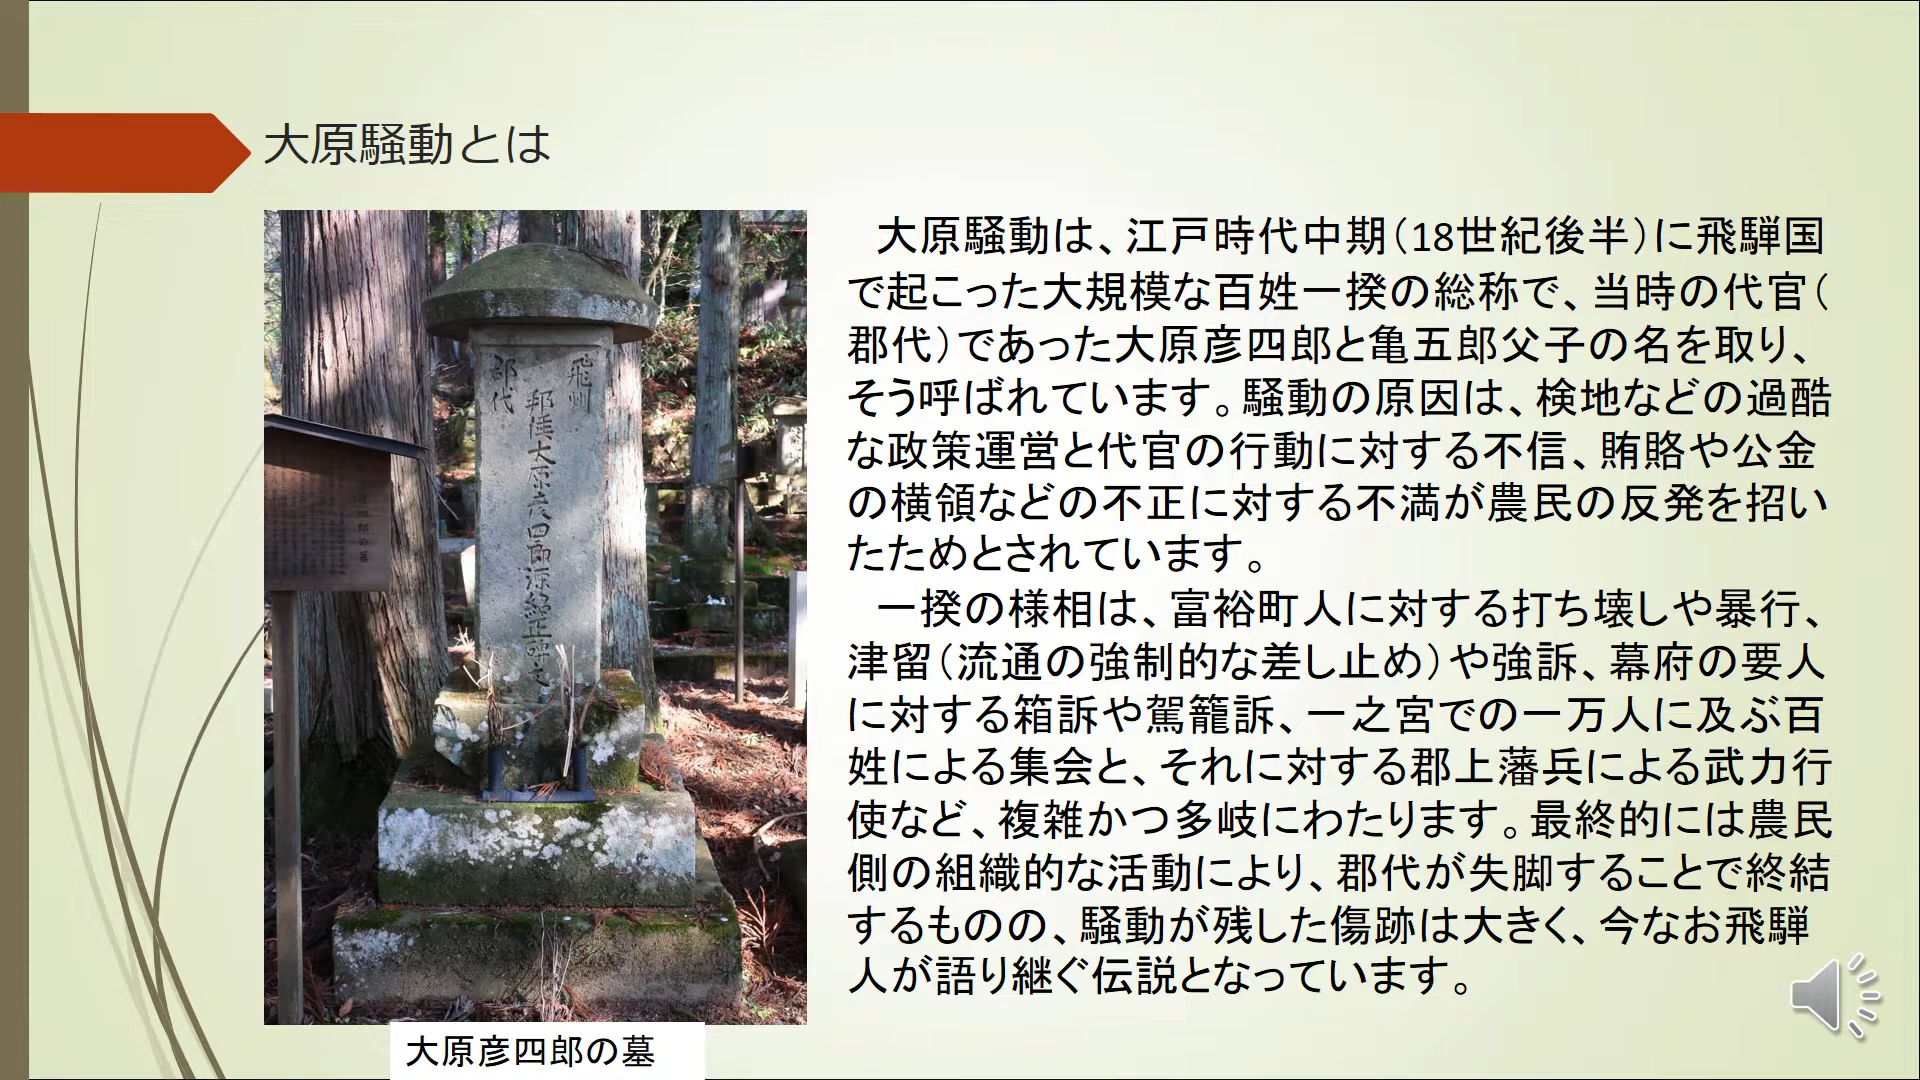 大原騒動とは
大原騒動は、江戸時代中期（18世紀後半）に飛騨国
で起こった大規模な百姓一揆の総称で、当時の代官（
郡代）であった大原彦四郎と亀五郎父子の名を取り、
そう呼ばれています。騒動の原因は、検地などの過酷
な政策運営と代官の行動に対する不信、賄賂や公金
の横領などの不正に対する不満が農民の反発を招い
たためとされています。
一揆の様相は、富裕町人に対する打ち壊しや暴行、
津留（流通の強制的な差し止め）や強訴、幕府の要人
に対する箱訴や駕籠訴、一之宮での一万人に及ぶ百
姓による集会と、それに対する郡上藩兵による武力行
使など、複雑かつ多岐にわたります。最終的には農民
側の組織的な活動により、郡代が失脚することで終結
するものの、騒動が残した傷跡は大きく、今なお飛騨
人が語り継ぐ伝説となっています。
飛州
郡代
大原彦四郎源紹正
大原彦四郎の墓